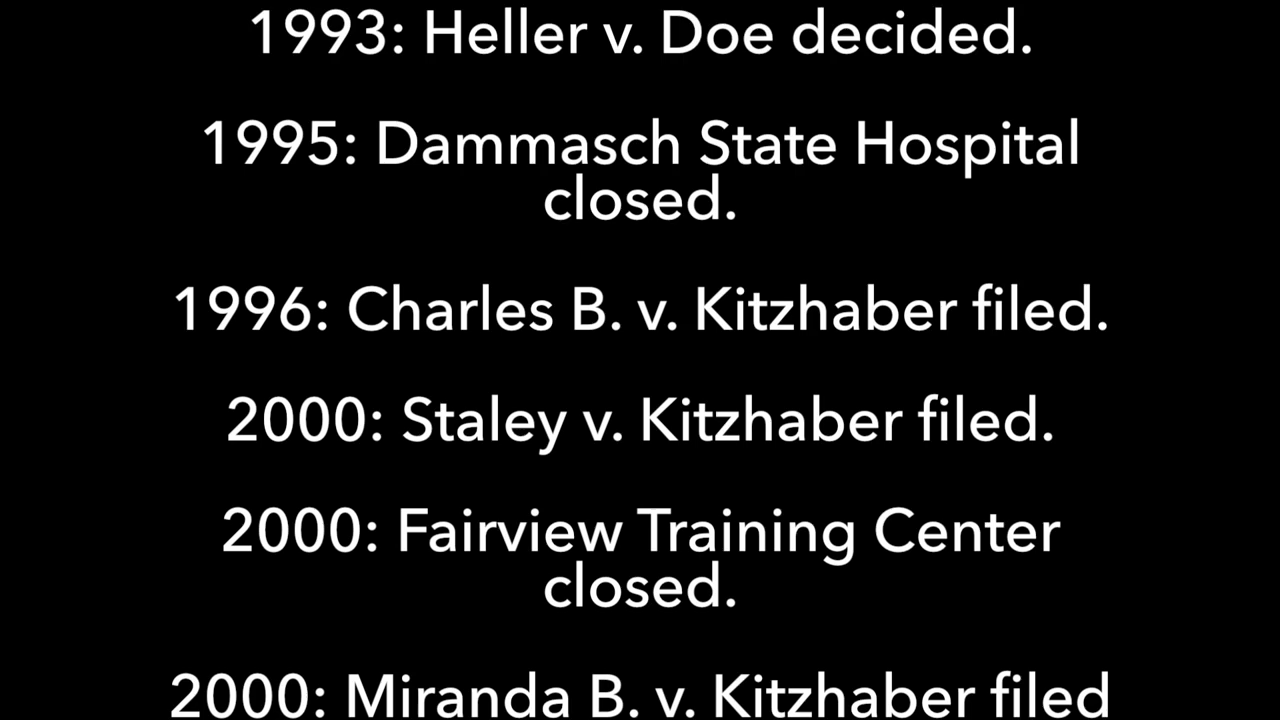 1993: Heller v. Doe decided.
1995: Dammasch State Hospital
closed.
1996: Charles B. v. Kitzhaber filed.
2000: Staley v. Kitzhaber filed.
2000: Fairview Training Center
closed.
2000: Miranda B. v. Kitzhaber filed